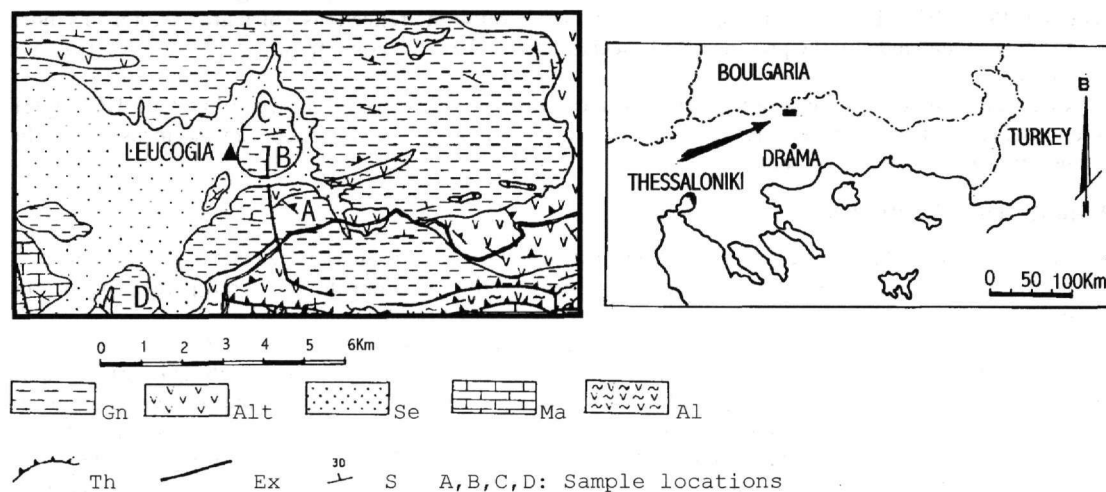 C
LEUCOGIA
B
A
D
0 1 2 3 4 5 6Km
BOULGARIA
B
TURKEY
DRAMA
THESSALONIKI
0 50 100Km
Gn Alt Se Ma Al
30
Th Ex S A,B,C,D: Sample locations